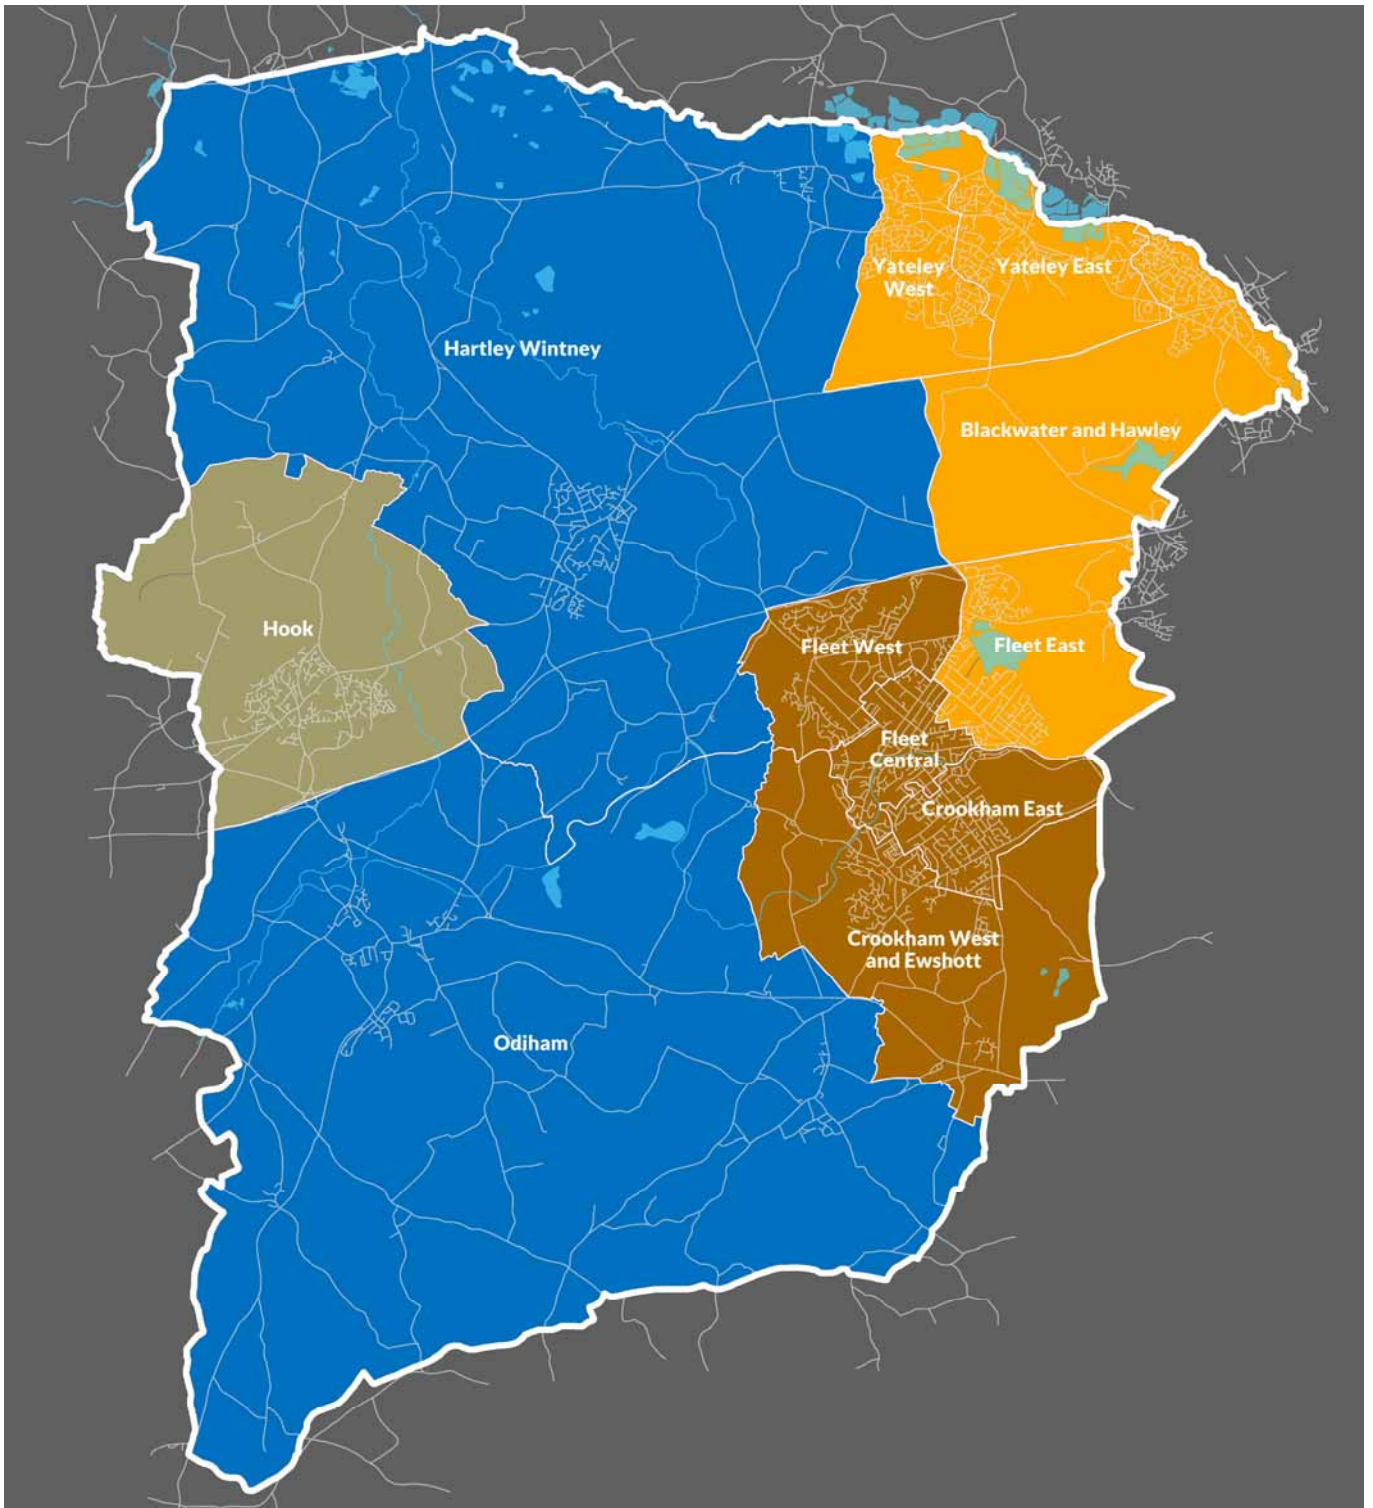 Yateley
West
Yateley East
Hartley Wintney
Blackwater and Hawley
Hook
Fleet West
Fleet East
Fleet
Central
Crookham East
Crookham West
and Ewshott
Odiham